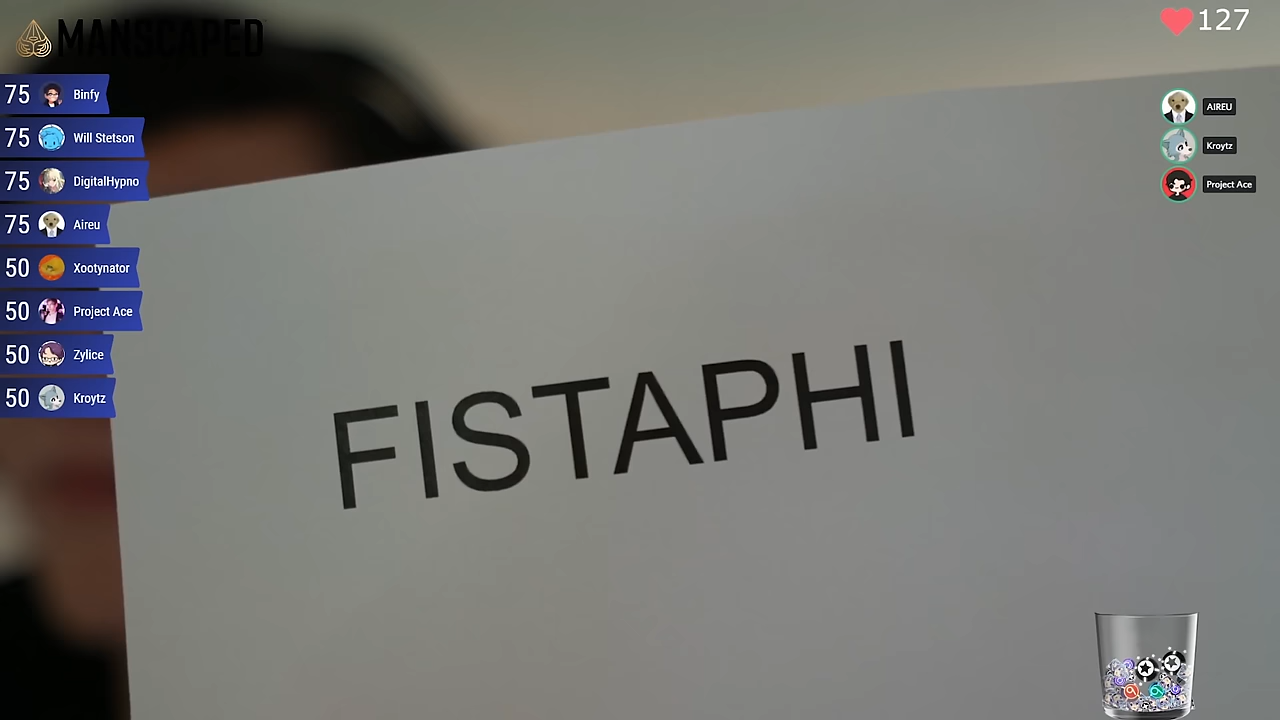 MANSCAPED
127
75 Binfy
75 Will Stetson
75 DigitalHypno
75 Aireu
50 Xootynator
50 Project Ace
50 Zylice
50 Kroytz
AIREU
Kroytz
Project Ace
FISTAPHI